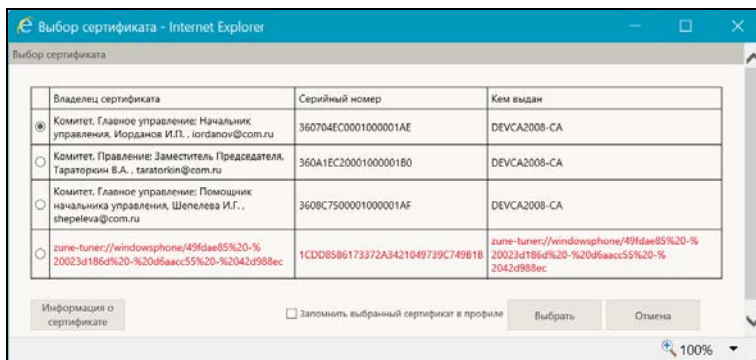 Выбор сертификата - Internet Explorer
Выбор сертификата
Владелец сертификата
Серийный номер
Кем выдан
Комитет, Главное управление; Начальник
управления, Иорданов И.П. , iordanov@com.ru
360704EC0001000001AE
DEVCA2008-CA
Комитет, Правление; Заместитель Председателя,
Тараторкин В.А. , taratorkin@com.ru
360A1EC20001000001B0
DEVCA2008-CA
Комитет, Главное управление; Помощник
начальника управления, Шепелева И.Г. ,
shepeleva@com.ru
3608C7500001000001AF
DEVCA2008-CA
zune-tuner://windowsphone/49fdae85%20-%
20023d186d%20-%20d6aacc55%20-%2042d988ec
1CDD8586173372A3421049739C749B1B
zune-tuner://windowsphone/49fdae85%20-%
20023d186d%20-%20d6aacc55%20-%
2042d988ec
Информация о
сертификате
Запомнить выбранный сертификат в профиле
Выбрать
Отмена
100%